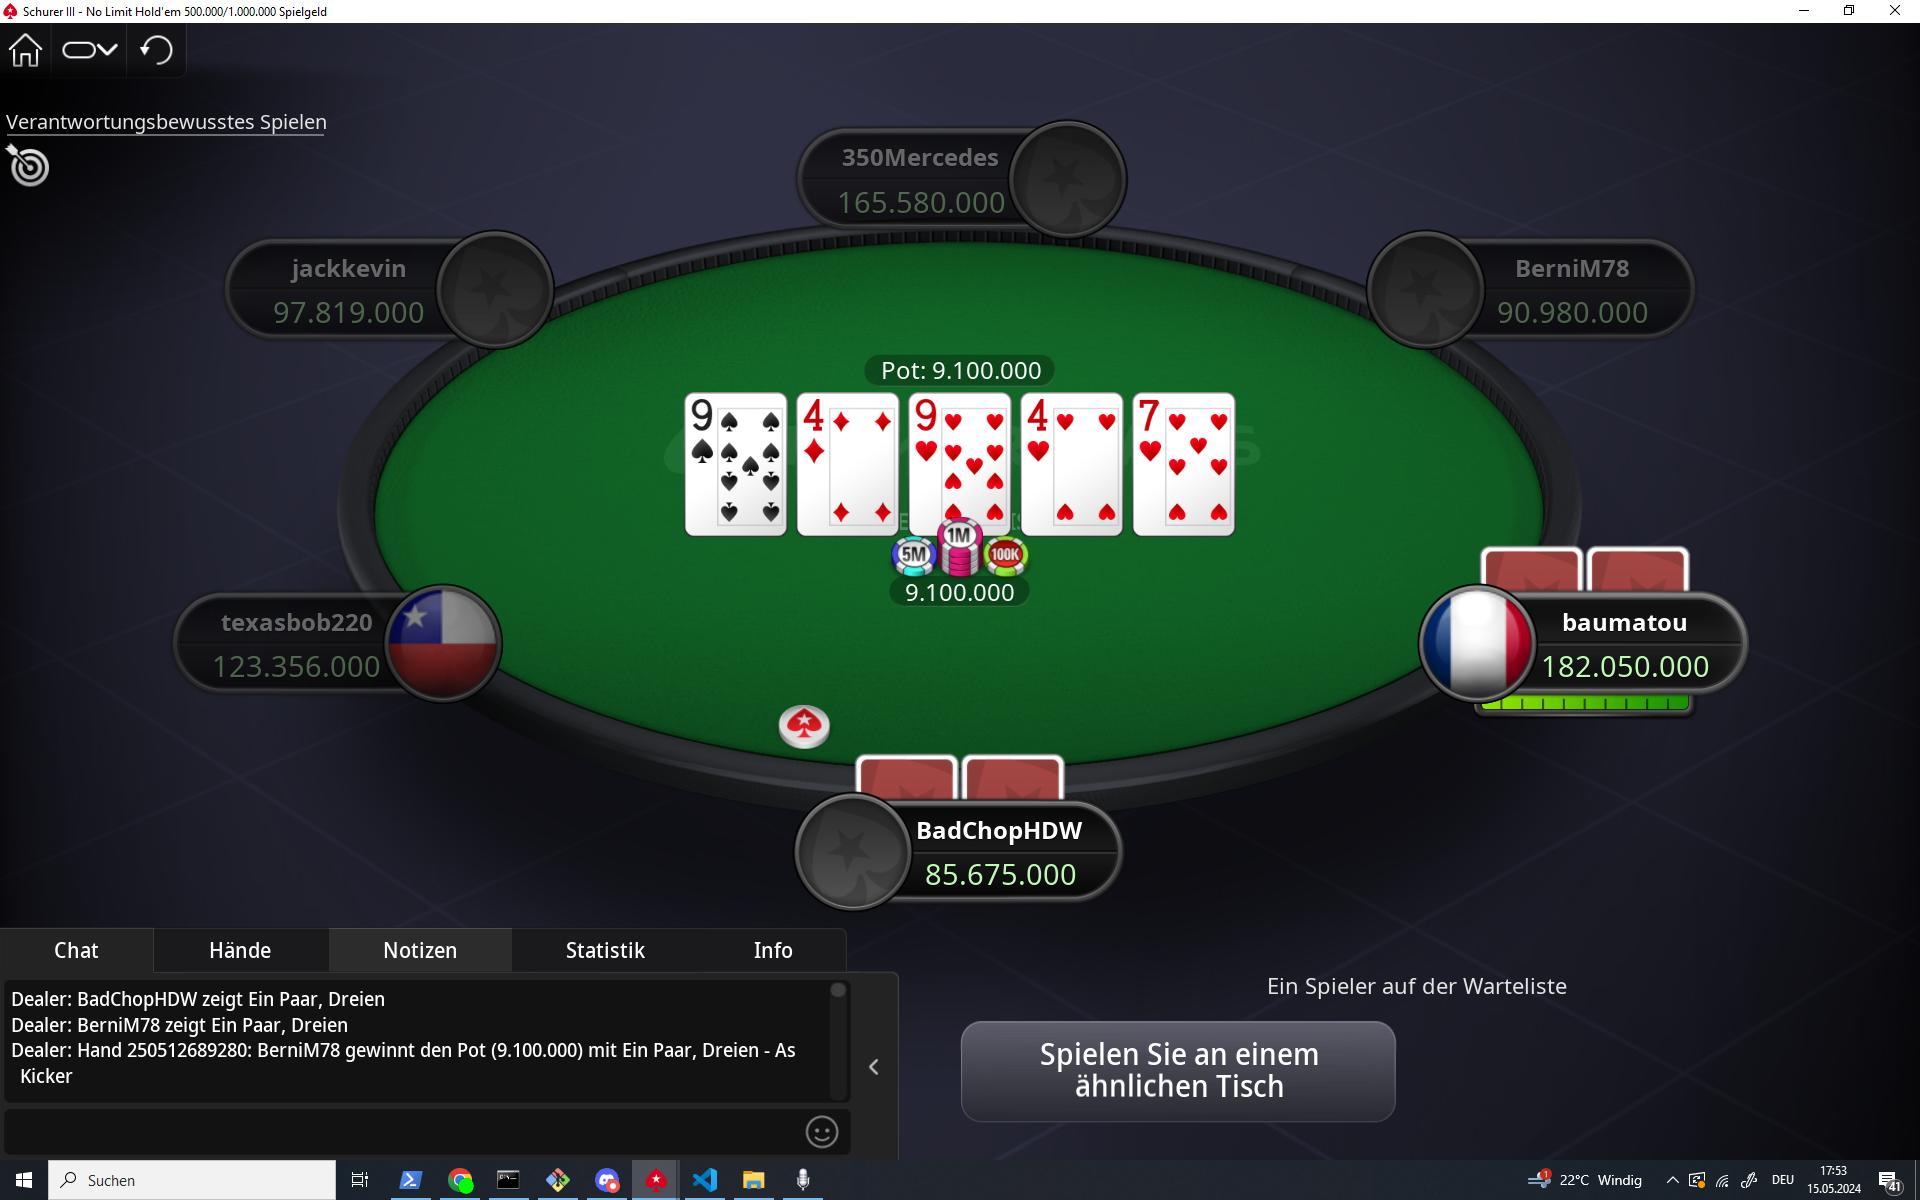 Schurer III - No Limit Hold'em 500.000/1.000.000 Spielgeld
Verantwortungsbewusstes Spielen
350Mercedes
165.580.000
jackkevin
97.819.000
BerniM78
90.980.000
Pot: 9.100.000
9
4
9
4
7
5M
1M
100K
9.100.000
texasbob220
123.356.000
baumatou
182.050.000
BadChopHDW
85.675.000
Chat
Hände
Notizen
Statistik
Info
Dealer: BadChopHDW zeigt Ein Paar, Dreien
Dealer: BerniM78 zeigt Ein Paar, Dreien
Dealer: Hand 250512689280: BerniM78 gewinnt den Pot (9.100.000) mit Ein Paar, Dreien - As
Kicker
Ein Spieler auf der Warteliste
Spielen Sie an einem
ähnlichen Tisch
Suchen
1
22°C Windig
DEU
17:53
15.05.2024
41